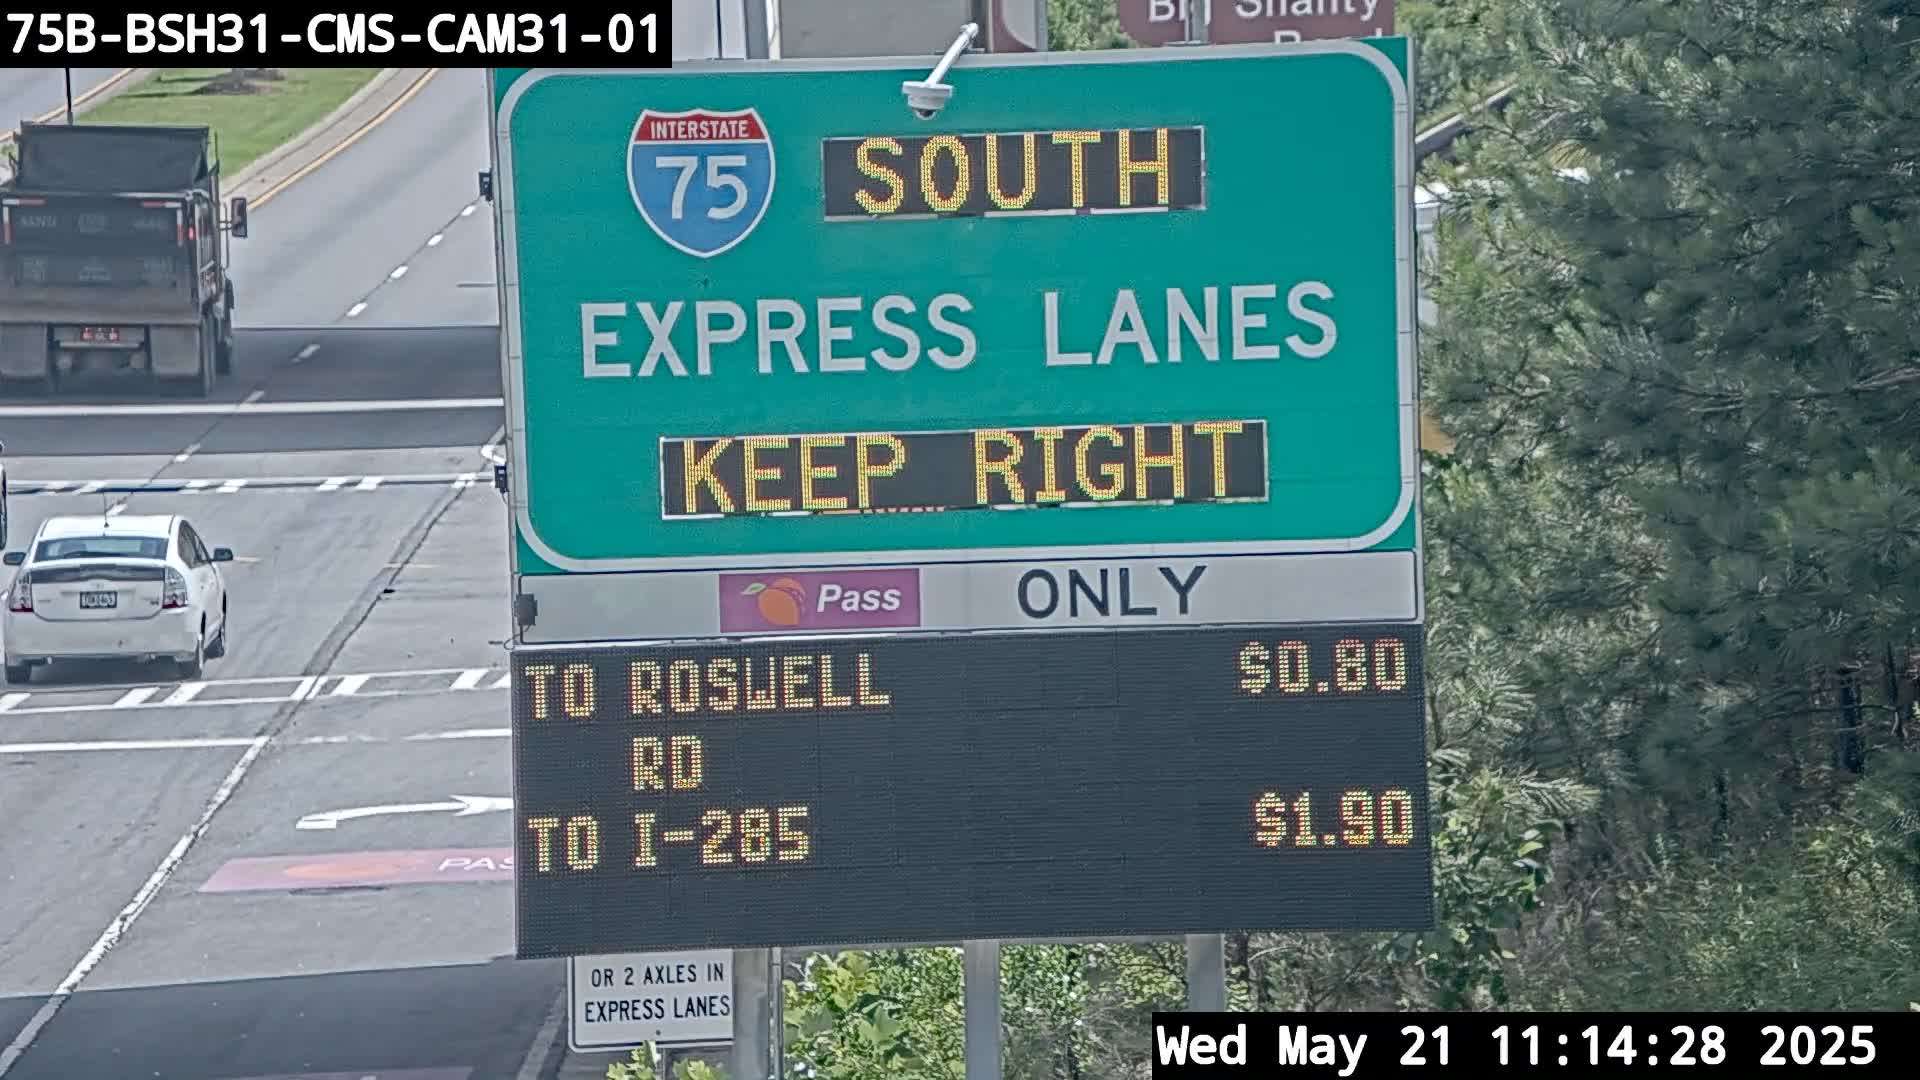 75B-BSH31-CMS-CAM31-01
Shanty
INTERSTATE
75
SOUTH
EXPRESS LANES
KEEP RIGHT
Pass ONLY
TO ROSWELL $0.80
RD
TO I-285 $1.90
OR 2 AXLES IN
EXPRESS LANES
Wed May 21 11:14:28 2025